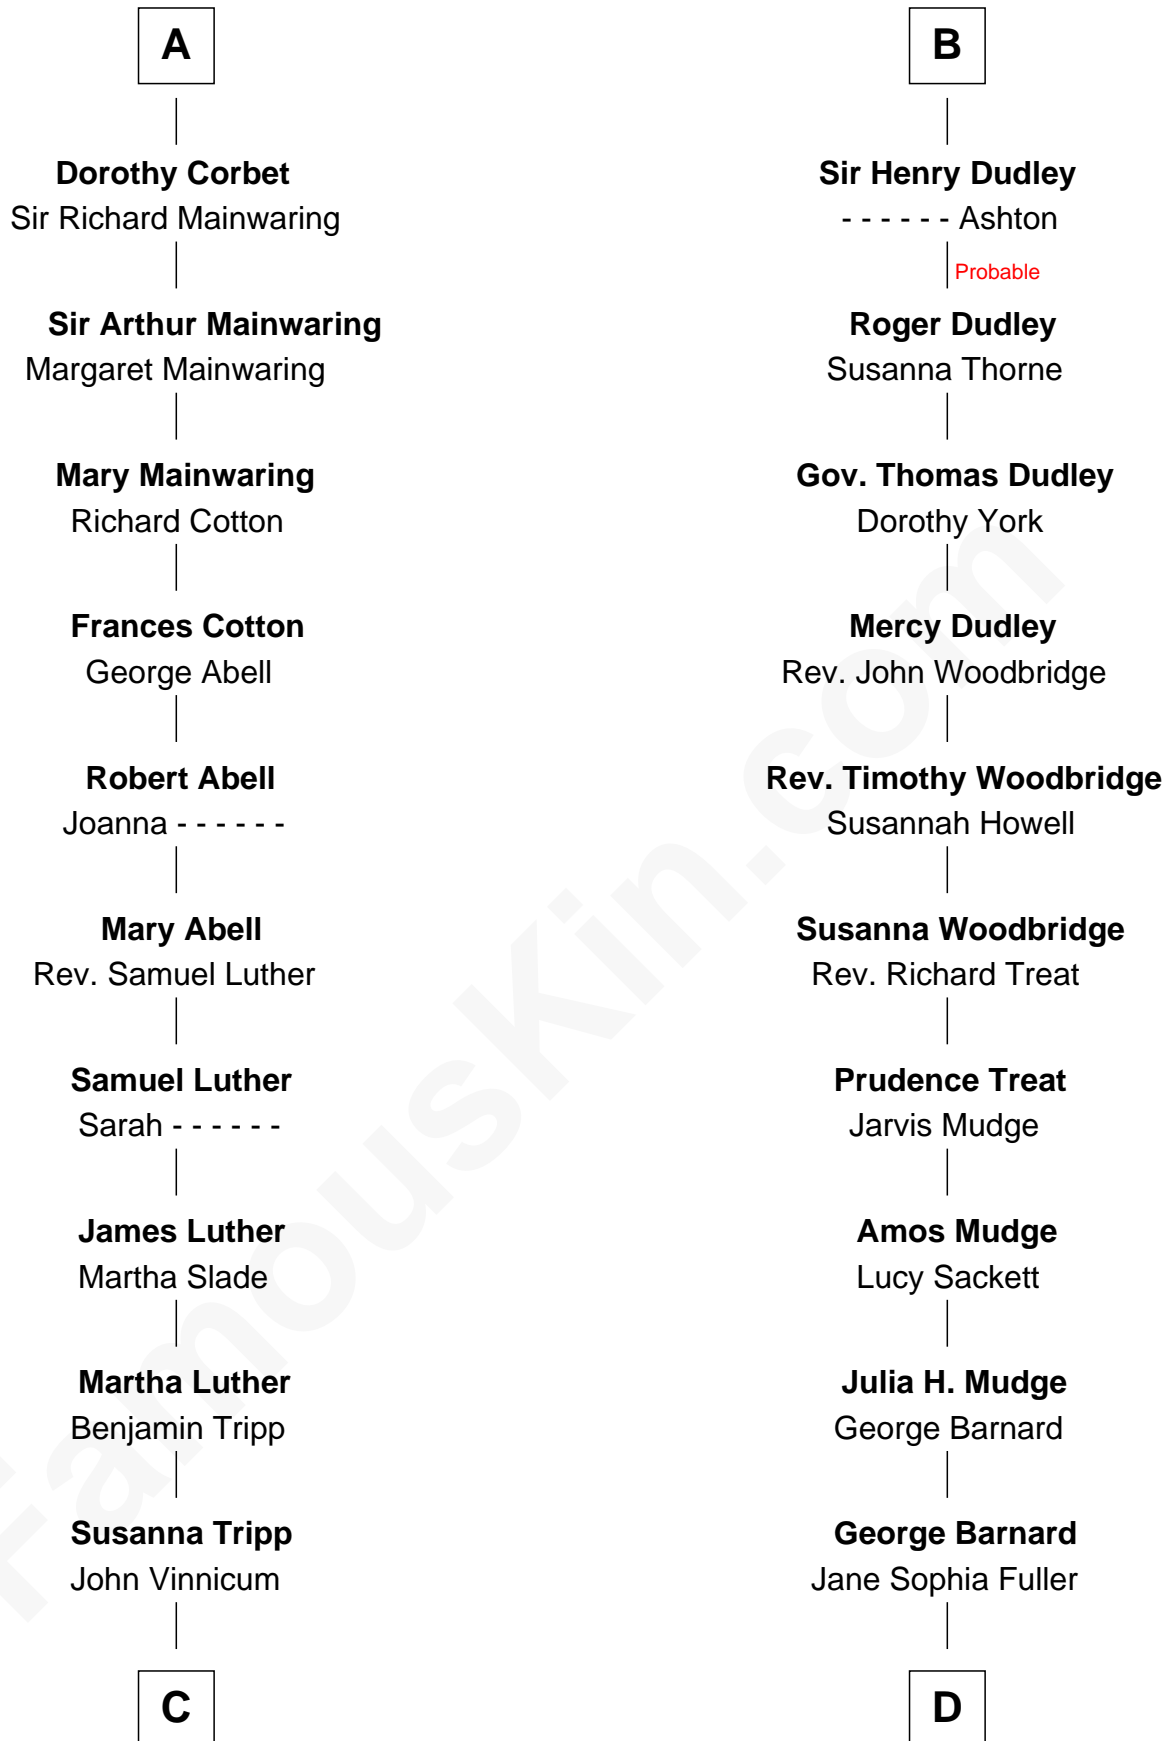 A
Dorothy Corbet
Sir Richard Mainwaring
Sir Arthur Mainwaring
Margaret Mainwaring
Mary Mainwaring
Richard Cotton
Frances Cotton
George Abell
Robert Abell
Joanna - - - - - -
Mary Abell
Rev. Samuel Luther
Samuel Luther
Sarah - - - - - -
James Luther
Martha Slade
Martha Luther
Benjamin Tripp
Susanna Tripp
John Vinnicum
C
B
Sir Henry Dudley
- - - - - - Ashton
Probable
Roger Dudley
Susanna Thorne
Gov. Thomas Dudley
Dorothy York
Mercy Dudley
Rev. John Woodbridge
Rev. Timothy Woodbridge
Susannah Howell
Susanna Woodbridge
Rev. Richard Treat
Prudence Treat
Jarvis Mudge
Amos Mudge
Lucy Sackett
Julia H. Mudge
George Barnard
George Barnard
Jane Sophia Fuller
D
FamousKin.com